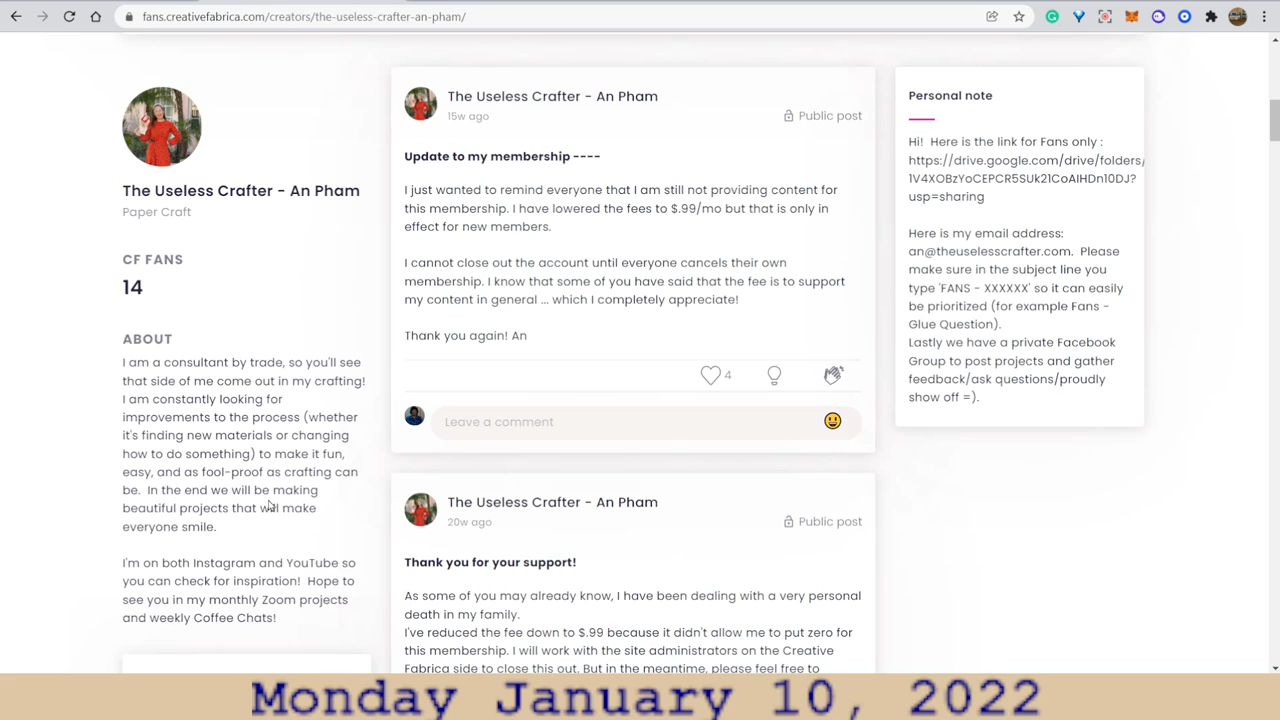 fans.creativefabrica.com/creators/the-useless-crafter-an-pham/
The Useless Crafter - An Pham
Paper Craft
CF FANS
14
ABOUT
I am a consultant by trade, so you'll see
that side of me come out in my crafting!
I am constantly looking for
improvements to the process (whether
it's finding new materials or changing
how to do something) to make it fun,
easy, and as fool-proof as crafting can
be. In the end we will be making
beautiful projects that will make
everyone smile.
I'm on both Instagram and YouTube so
you can check for inspiration! Hope to
see you in my monthly Zoom projects
and weekly Coffee Chats!
The Useless Crafter - An Pham
15w ago
Public post
Update to my membership ----
I just wanted to remind everyone that I am still not providing content for
this membership. I have lowered the fees to $.99/mo but that is only in
effect for new members.
I cannot close out the account until everyone cancels their own
membership. I know that some of you have said that the fee is to support
my content in general ... which I completely appreciate!
Thank you again! An
4
Leave a comment
The Useless Crafter - An Pham
20w ago
Public post
Thank you for your support!
As some of you may already know, I have been dealing with a very personal
death in my family.
I've reduced the fee down to $.99 because it didn't allow me to put zero for
this membership. I will work with the site administrators on the Creative
Fabrica side to close this out. But in the meantime, please feel free to
Personal note
Hi! Here is the link for Fans only :
https://drive.google.com/drive/folders/
1V4XOBzYoCEPCR5SUk21CoAIHDn10DJ?
usp=sharing
Here is my email address:
an@theuselesscrafter.com. Please
make sure in the subject line you
type 'FANS - XXXXXX' so it can easily
be prioritized (for example Fans -
Glue Question).
Lastly we have a private Facebook
Group to post projects and gather
feedback/ask questions/proudly
show off =).
Monday January 10, 2022